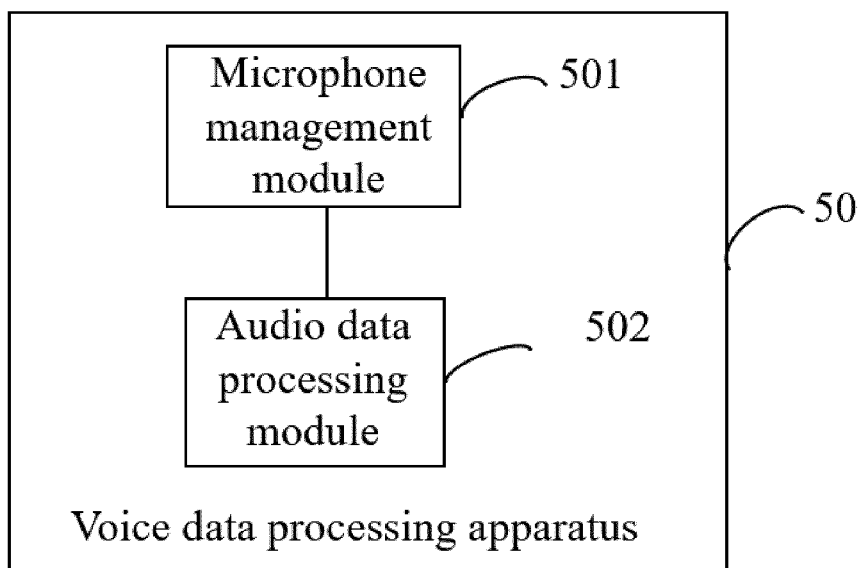 Microphone
management
module
501
50
Audio data
processing
module
502
Voice data processing apparatus